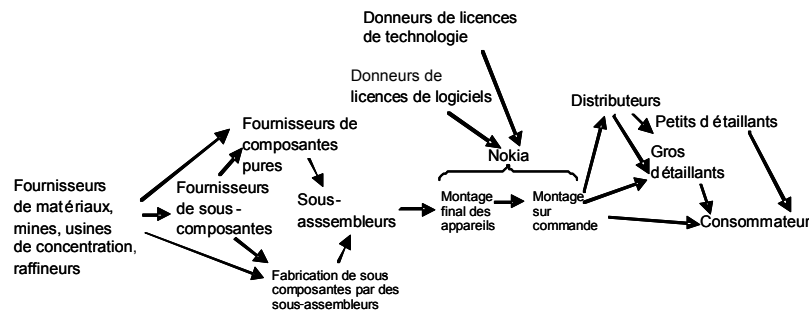 Donneurs de licences
de technologie
Donneurs de
licences de logiciels
Distributeurs
Petits d étaillants
Fournisseurs de
composantes
pures
Nokia
Gros
détaillants
Fournisseurs
de matériaux,
mines, usines
de concentration,
raffineurs
Fournisseurs
de sous -
composantes
Sous-
asssembleurs
Montage
final des
appareils
Montage
sur
commande
Consommateur
Fabrication de sous
composantes par des
sous-assembleurs